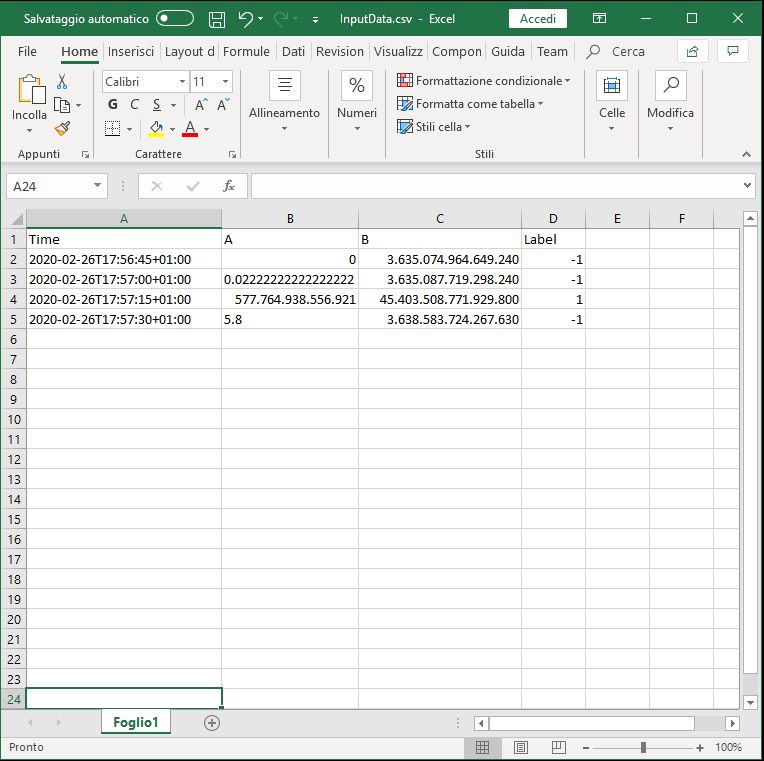 Salvataggio automatico InputData.csv - Excel Accedi
File Home Inserisci Layout d Formule Dati Revision Visualizz Compon Guida Team Cerca
Incolla
Calibri 11
G C S A A
A
Allineamento
%
Numeri
Formattazione condizionale
Formatta come tabella
Stili cella
Celle
Modifica
Appunti Carattere Stili
A24 fx
A B C D E F
1 Time A B Label
2 2020-02-26T17:56:45+01:00 0 3.635.074.964.649.240 -1
3 2020-02-26T17:57:00+01:00 0.02222222222222222 3.635.087.719.298.240 -1
4 2020-02-26T17:57:15+01:00 577.764.938.556.921 45.403.508.771.929.800 1
5 2020-02-26T17:57:30+01:00 5.8 3.638.583.724.267.630 -1
6
7
8
9
10
11
12
13
14
15
16
17
18
19
20
21
22
23
24
Foglio1
Pronto 100%